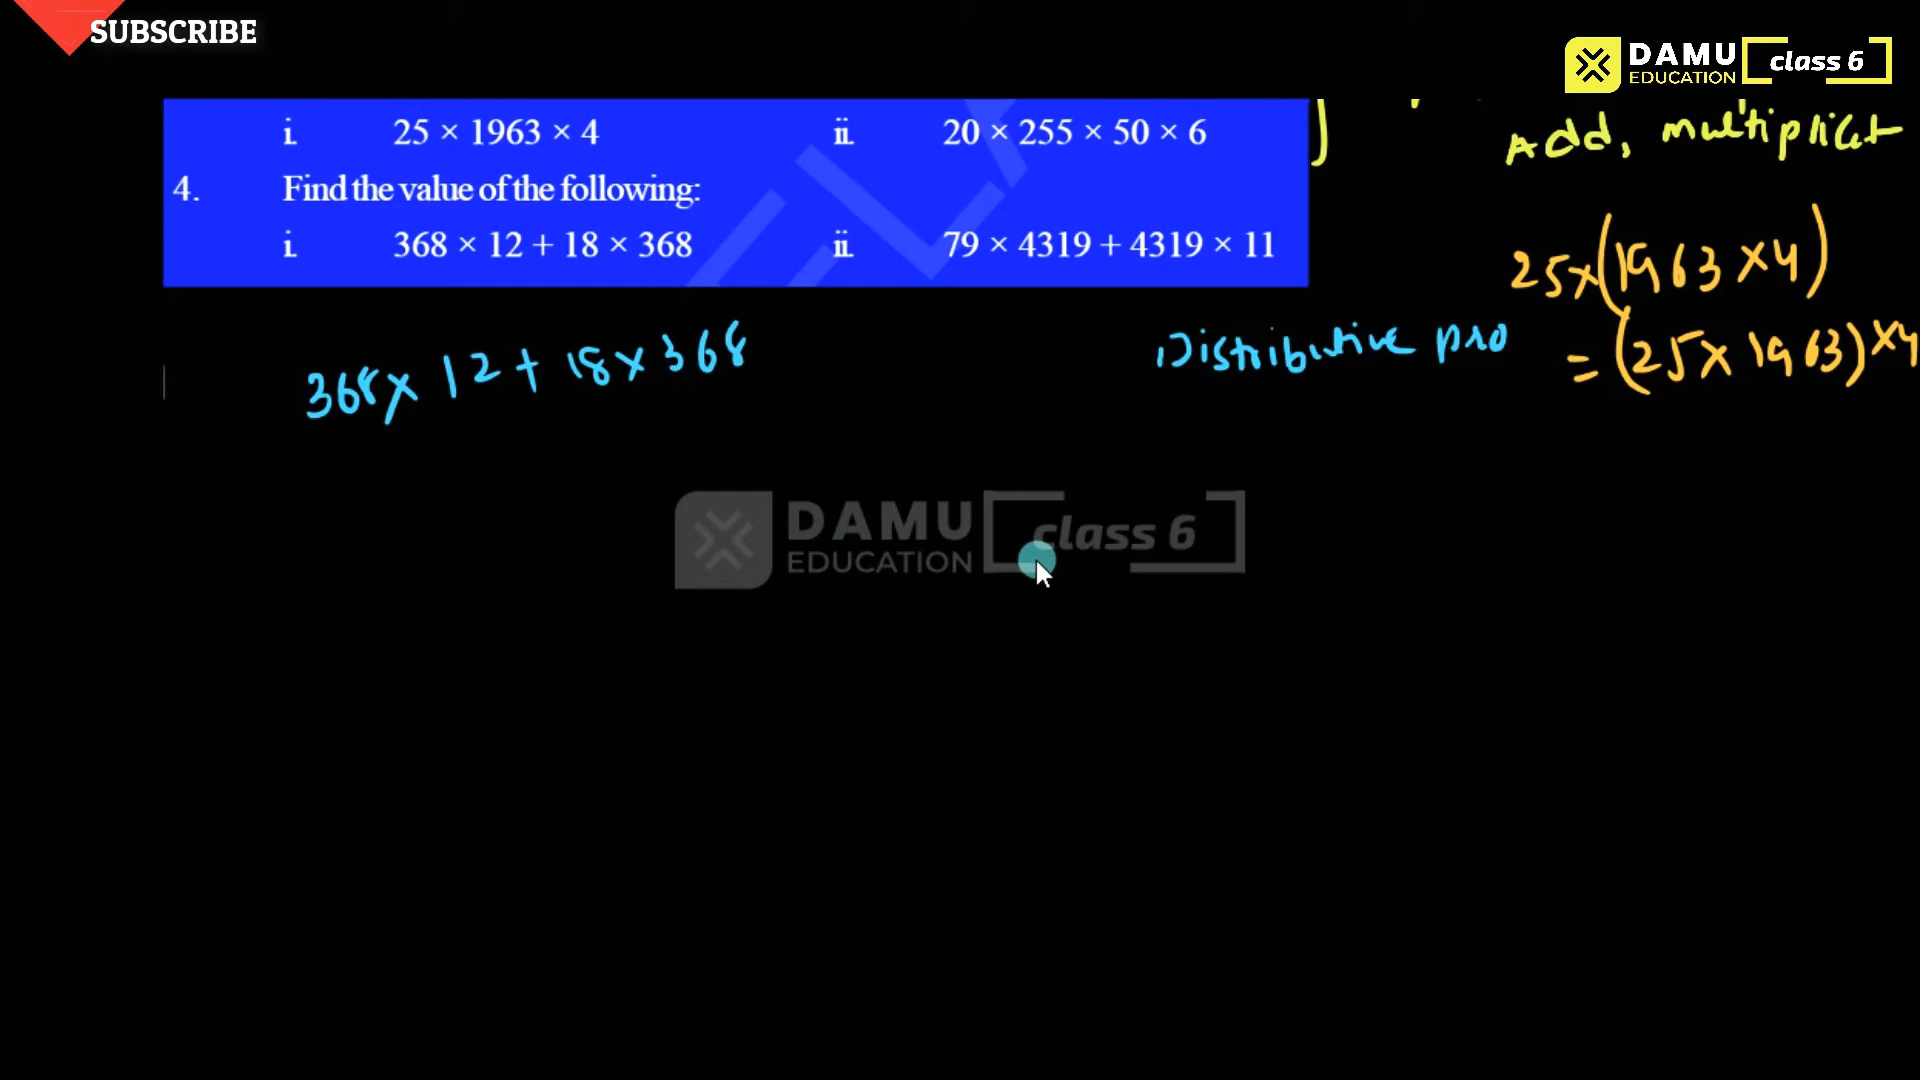 SUBSCRIBE
DAMU
EDUCATION
class 6
i. 25 × 1963 × 4 ii. 20 × 255 × 50 × 6
4. Find the value of the following:
i. 368 × 12 + 18 × 368 ii. 79 × 4319 + 4319 × 11
Add, multiplicat
25×(1963×4)
= (25×1963)×4
368× 12+ 18×368
Distributive pro
DAMU
EDUCATION
class 6